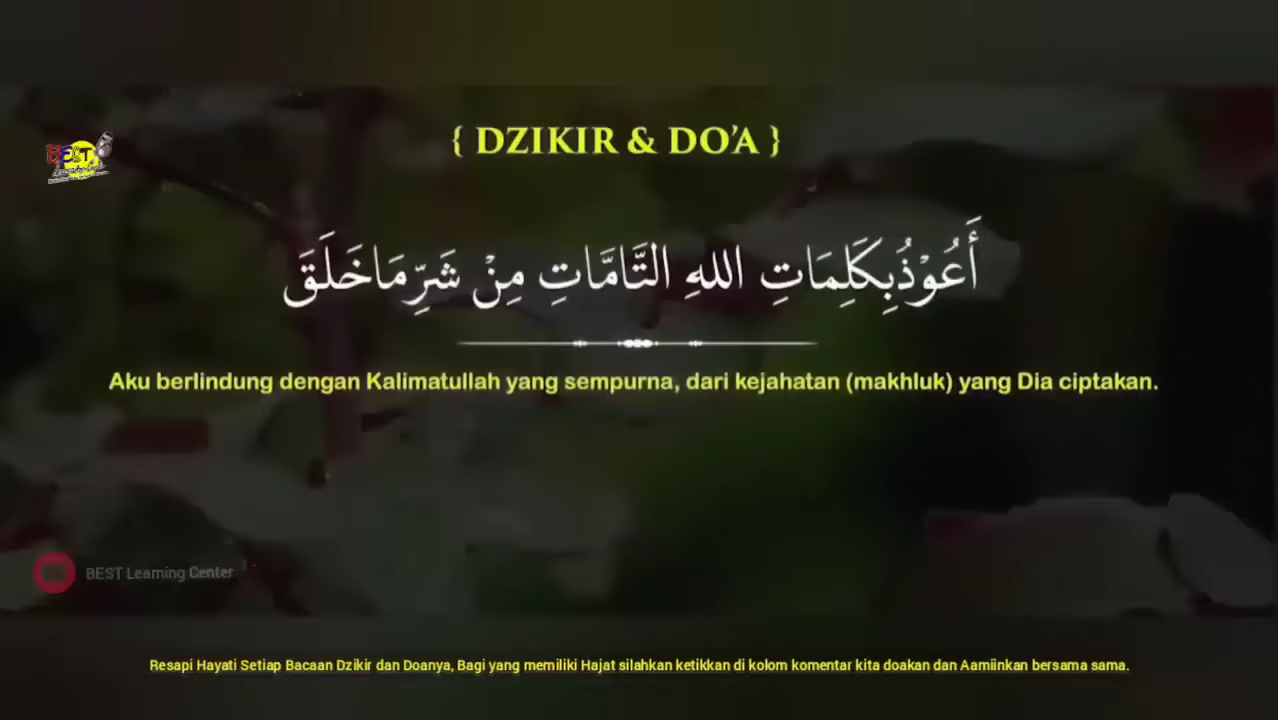 { DZIKIR & DO'A }
BEST
أَعُوْذُبِكَلِمَاتِ اللهِ التَّامَّاتِ مِنْ شَرِّمَاخَلَقَ
Aku berlindung dengan Kalimatullah yang sempurna, dari kejahatan (makhluk) yang Dia ciptakan.
BEST Learning Center
Resapi Hayati Setiap Bacaan Dzikir dan Doanya, Bagi yang memiliki Hajat silahkan ketikkan di kolom komentar kita doakan dan Aamiinkan bersama sama.